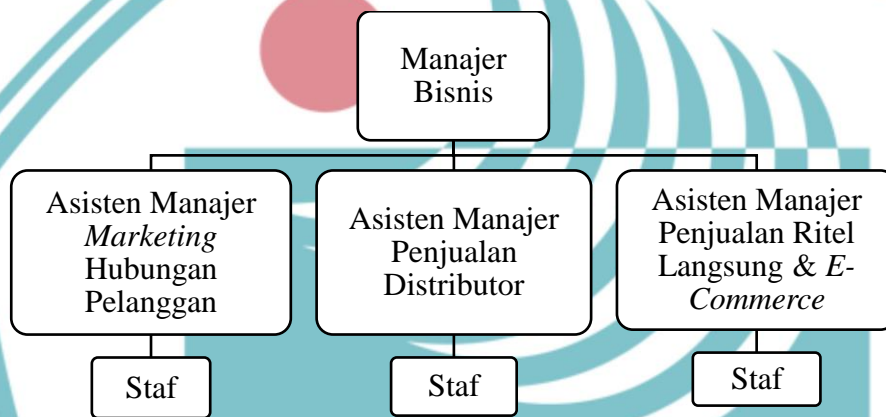 Manajer
Bisnis
Asisten Manajer
Marketing
Hubungan
Pelanggan
Asisten Manajer
Penjualan
Distributor
Asisten Manajer
Penjualan Ritel
Langsung & E-
Commerce
Staf
Staf
Staf